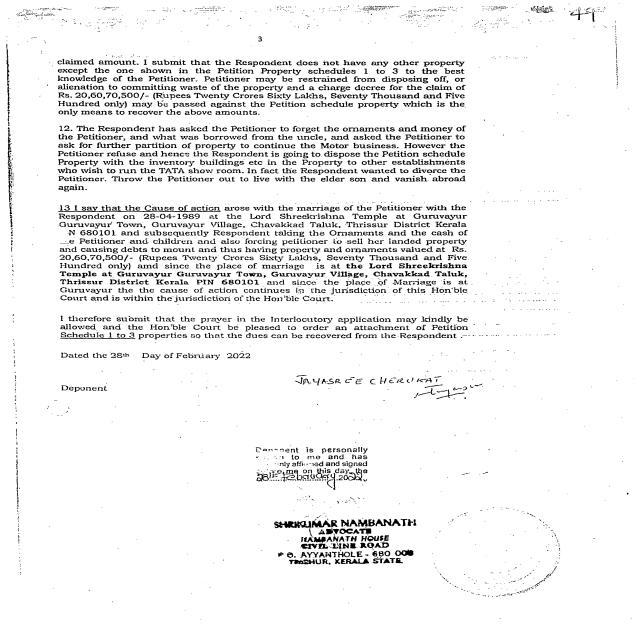 49
3
claimed amount. I submit that the Respondent does not have any other property
except the one shown in the Petition Property schedules 1 to 3 to the best
knowledge of the Petitioner. Petitioner may be restrained from disposing off, or
alienation to committing waste of the property and a charge decree for the claim of
Rs. 20,60,70,500/- (Rupees Twenty Crores Sixty Lakhs, Seventy Thousand and Five
Hundred only) may be passed against the Petition schedule property which is the
only means to recover the above amounts.
12. The Respondent has asked the Petitioner to forget the ornaments and money of
the Petitioner, and what was borrowed from the uncle, and asked the Petitioner to
ask for further partition of property to continue the Motor business. However the
Petitioner refuse and hence the Respondent is going to dispose the Petition Schedule
Property with the inventory buildings etc in the Property to other establishments
who wish to run the TATA show room. In fact the Respondent wanted to divorce the
Petitioner. Throw the Petitioner out to live with the elder son and vanish abroad
again.
13 I say that the Cause of action arose with the marriage of the Petitioner with the
Respondent on 28-04-1989 at the Lord Shreekrishna Temple at Guruvayur
Guruvayur Town, Guruvayur Village, Chavakkad Taluk, Thrissur District Kerala
N 680101 and subsequently Respondent taking the Ornaments and the cash of
e Petitioner and children and also forcing petitioner to sell her landed property
and causing debts to mount and thus having property and ornaments valued at Rs.
20,60,70,500/- (Rupees Twenty Crores Sixty Lakhs, Seventy Thousand and Five
Hundred only) amd since the place of marriage is at the Lord Shreekrishna
Temple at Guruvayur Guruvayur Town, Guruvayur Village, Chavakkad Taluk,
Thrissur District Kerala PIN 680101 and since the place of Marriage is at
Guruvayur the the cause of action continues in the jurisdiction of this Hon'ble
Court and is within the jurisdiction of the Hon'ble Court.
I therefore submit that the prayer in the Interlocutory application may kindly be
allowed and the Hon'ble Court be pleased to order an attachment of Petition
Schedule 1 to 3 properties so that the dues can be recovered from the Respondent.
Dated the 28th Day of February 2022
JAYASREE CHERUKAT
Deponent
Deponent is personally
to me and has
affirmed and signed
me on this day the
28th February 2022
SHRIKUMAR NAMBANATH
ADVOCATE
NAMBANATH HOUSE
CIVIL LINE ROAD
P O. AYYANTHOLE - 680 003
TRICHUR, KERALA STATE.